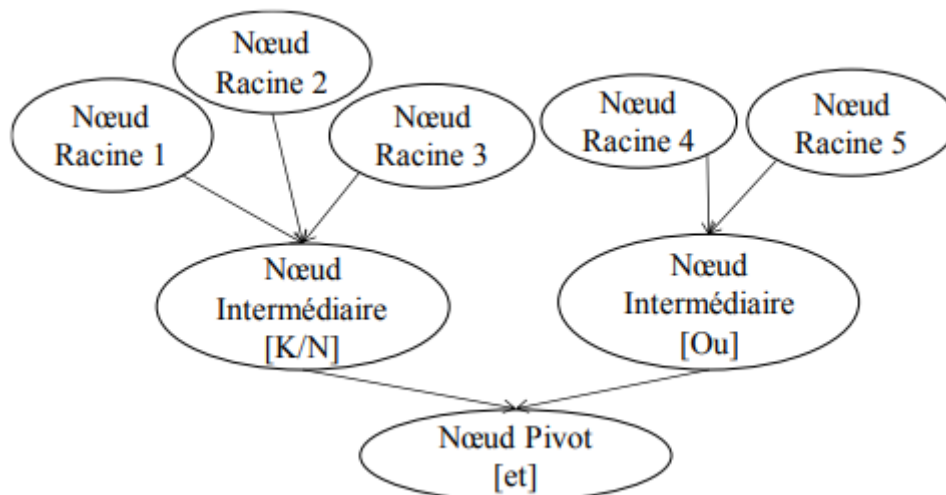 Nœud
Racine 1
Nœud
Racine 2
Nœud
Racine 3
Nœud
Racine 4
Nœud
Racine 5
Nœud
Intermédiaire
[K/N]
Nœud
Intermédiaire
[Ou]
Nœud Pivot
[et]